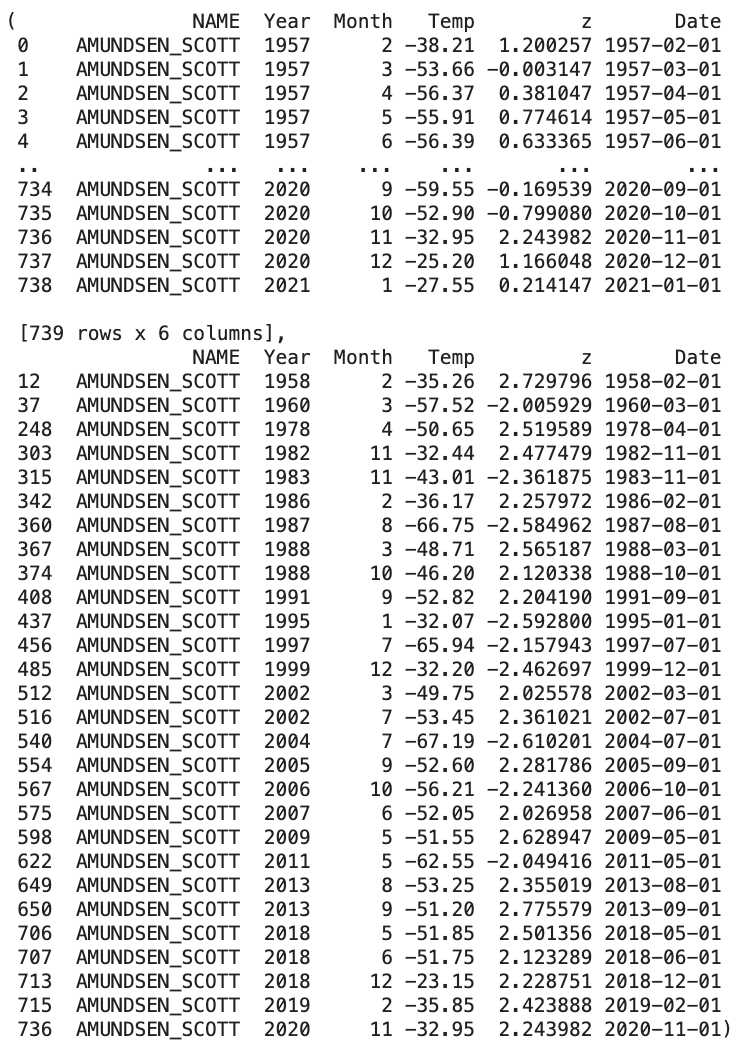 (               NAME  Year  Month   Temp         z       Date
0    AMUNDSEN_SCOTT  1957      2 -38.21  1.200257 1957-02-01
1    AMUNDSEN_SCOTT  1957      3 -53.66 -0.003147 1957-03-01
2    AMUNDSEN_SCOTT  1957      4 -56.37  0.381047 1957-04-01
3    AMUNDSEN_SCOTT  1957      5 -55.91  0.774614 1957-05-01
4    AMUNDSEN_SCOTT  1957      6 -56.39  0.633365 1957-06-01
..              ...   ...    ...    ...       ...        ...
734  AMUNDSEN_SCOTT  2020      9 -59.55 -0.169539 2020-09-01
735  AMUNDSEN_SCOTT  2020     10 -52.90 -0.799080 2020-10-01
736  AMUNDSEN_SCOTT  2020     11 -32.95  2.243982 2020-11-01
737  AMUNDSEN_SCOTT  2020     12 -25.20  1.166048 2020-12-01
738  AMUNDSEN_SCOTT  2021      1 -27.55  0.214147 2021-01-01
[739 rows x 6 columns],
                NAME  Year  Month   Temp         z       Date
12   AMUNDSEN_SCOTT  1958      2 -35.26  2.729796 1958-02-01
37   AMUNDSEN_SCOTT  1960      3 -57.52 -2.005929 1960-03-01
248  AMUNDSEN_SCOTT  1978      4 -50.65  2.519589 1978-04-01
303  AMUNDSEN_SCOTT  1982     11 -32.44  2.477479 1982-11-01
315  AMUNDSEN_SCOTT  1983     11 -43.01 -2.361875 1983-11-01
342  AMUNDSEN_SCOTT  1986      2 -36.17  2.257972 1986-02-01
360  AMUNDSEN_SCOTT  1987      8 -66.75 -2.584962 1987-08-01
367  AMUNDSEN_SCOTT  1988      3 -48.71  2.565187 1988-03-01
374  AMUNDSEN_SCOTT  1988     10 -46.20  2.120338 1988-10-01
408  AMUNDSEN_SCOTT  1991      9 -52.82  2.204190 1991-09-01
437  AMUNDSEN_SCOTT  1995      1 -32.07 -2.592800 1995-01-01
456  AMUNDSEN_SCOTT  1997      7 -65.94 -2.157943 1997-07-01
485  AMUNDSEN_SCOTT  1999     12 -32.20 -2.462697 1999-12-01
512  AMUNDSEN_SCOTT  2002      3 -49.75  2.025578 2002-03-01
516  AMUNDSEN_SCOTT  2002      7 -53.45  2.361021 2002-07-01
540  AMUNDSEN_SCOTT  2004      7 -67.19 -2.610201 2004-07-01
554  AMUNDSEN_SCOTT  2005      9 -52.60  2.281786 2005-09-01
567  AMUNDSEN_SCOTT  2006     10 -56.21 -2.241360 2006-10-01
575  AMUNDSEN_SCOTT  2007      6 -52.05  2.026958 2007-06-01
598  AMUNDSEN_SCOTT  2009      5 -51.55  2.628947 2009-05-01
622  AMUNDSEN_SCOTT  2011      5 -62.55 -2.049416 2011-05-01
649  AMUNDSEN_SCOTT  2013      8 -53.25  2.355019 2013-08-01
650  AMUNDSEN_SCOTT  2013      9 -51.20  2.775579 2013-09-01
706  AMUNDSEN_SCOTT  2018      5 -51.85  2.501356 2018-05-01
707  AMUNDSEN_SCOTT  2018      6 -51.75  2.123289 2018-06-01
713  AMUNDSEN_SCOTT  2018     12 -23.15  2.228751 2018-12-01
715  AMUNDSEN_SCOTT  2019      2 -35.85  2.423888 2019-02-01
736  AMUNDSEN_SCOTT  2020     11 -32.95  2.243982 2020-11-01)